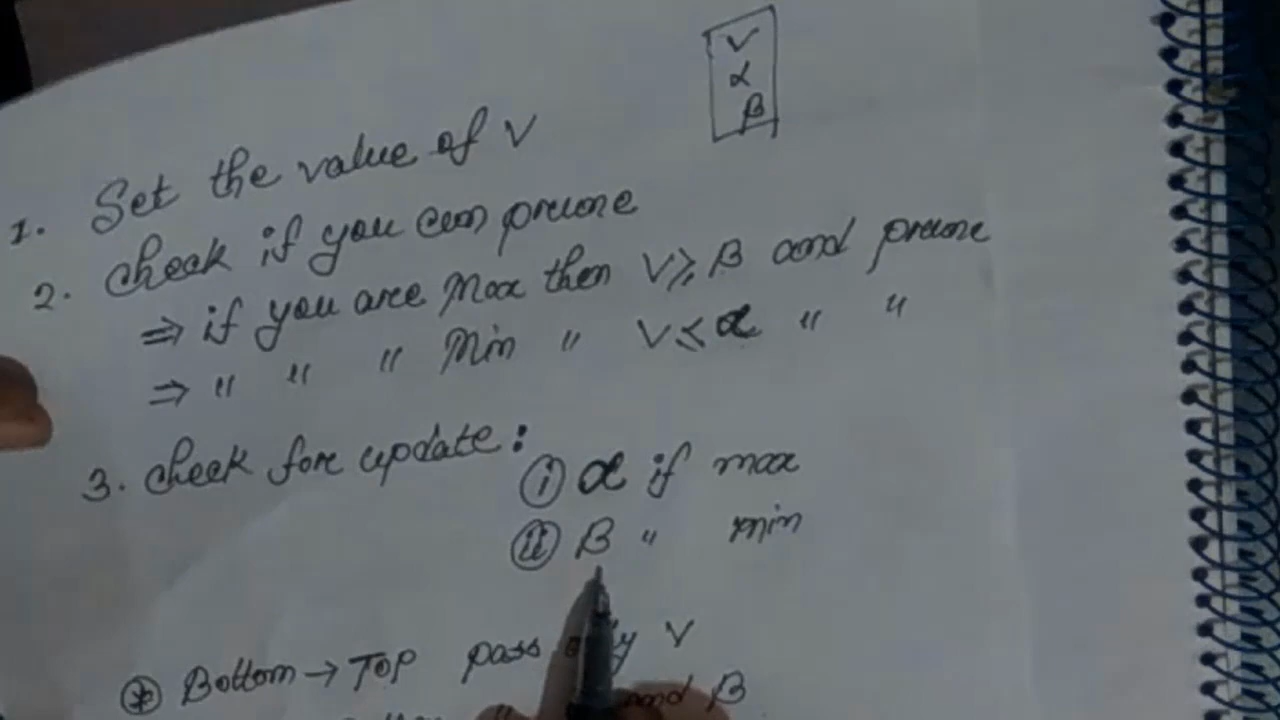 V
α
β
1. Set the value of V
2. Check if you can prune
⇒ if you are Max then V ≥ β and prune
⇒ " " " Min " V ≤ α " "
3. Check for update:
(i) α if max
(ii) β " min
(*) Bottom → Top pass V
and β